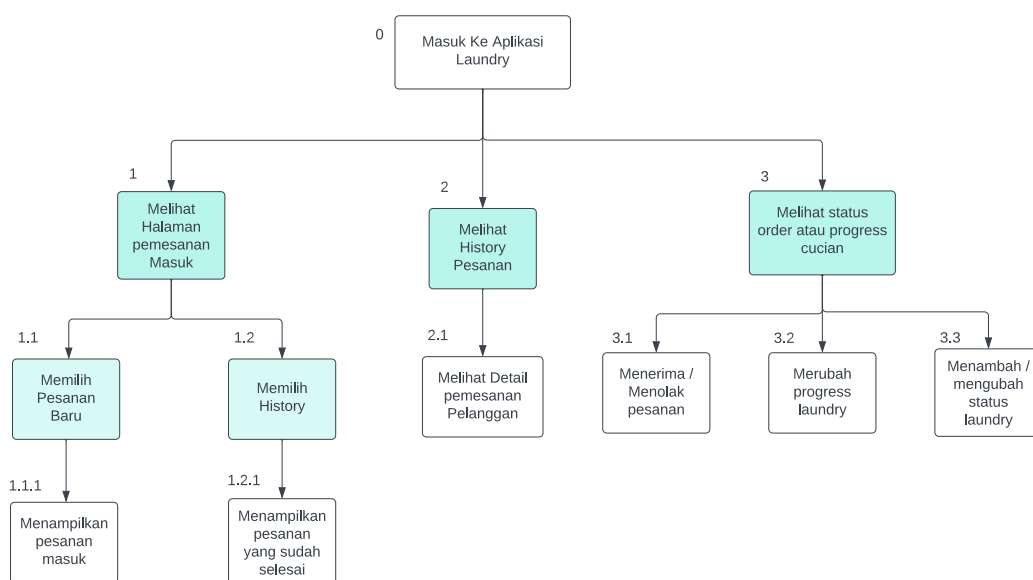 0
Masuk Ke Aplikasi
Laundry
1
Melihat
Halaman
pemesanan
Masuk
2
Melihat
History
Pesanan
3
Melihat status
order atau progress
cucian
1.1
Memilih
Pesanan
Baru
1.2
Memilih
History
2.1
Melihat Detail
pemesanan
Pelanggan
3.1
Menerima /
Menolak
pesanan
3.2
Merubah
progress
laundry
3.3
Menambah /
mengubah
status
laundry
1.1.1
Menampilkan
pesanan
masuk
1.2.1
Menampilkan
pesanan
yang sudah
selesai